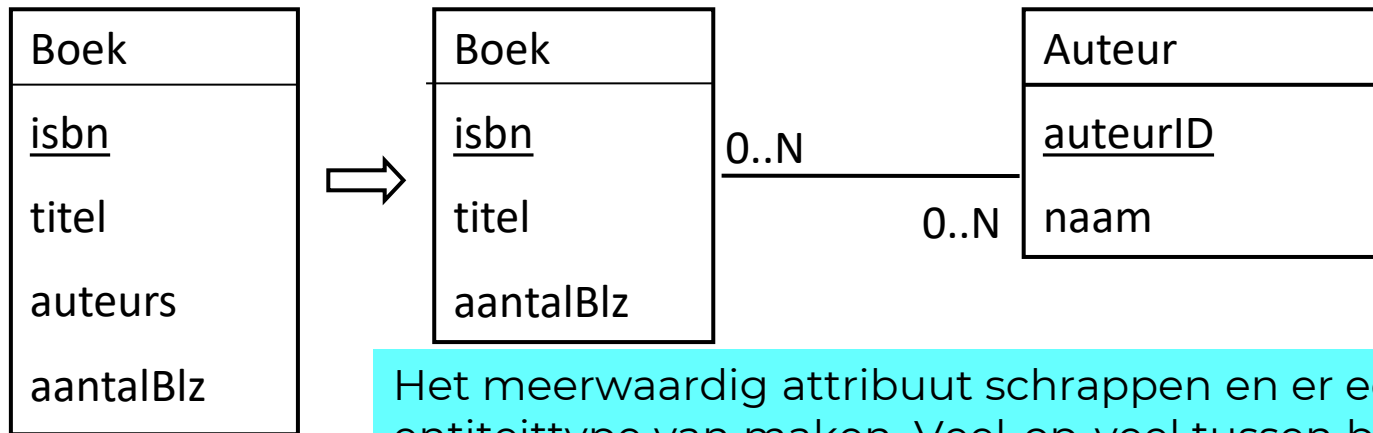 Boek
isbn
titel
auteurs
aantalBlz
Boek
isbn
titel
aantalBlz
0..N
0..N
Auteur
auteurID
naam
Het meerwaardig attribuut schrappen en er